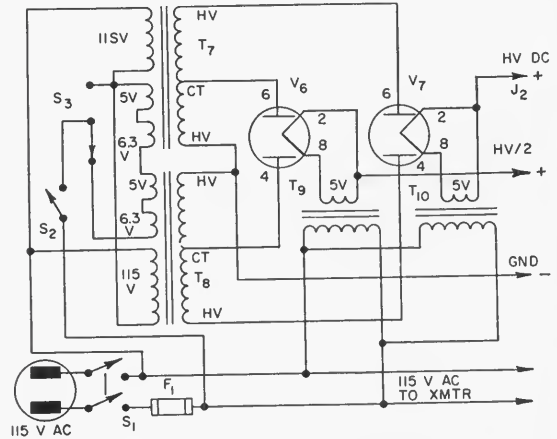 HV
115V
T7
HV DC
V6
V7
J2
6
6
S3
5V
CT
2
2
6.3
V
8
8
HV/2
HV
4
4
5V
HV
T9
5V
T10
5V
S2
6.3
V
CT
115
V
T8
GND
HV
F1
115 V AC
TO XMTR
S1
115 V AC